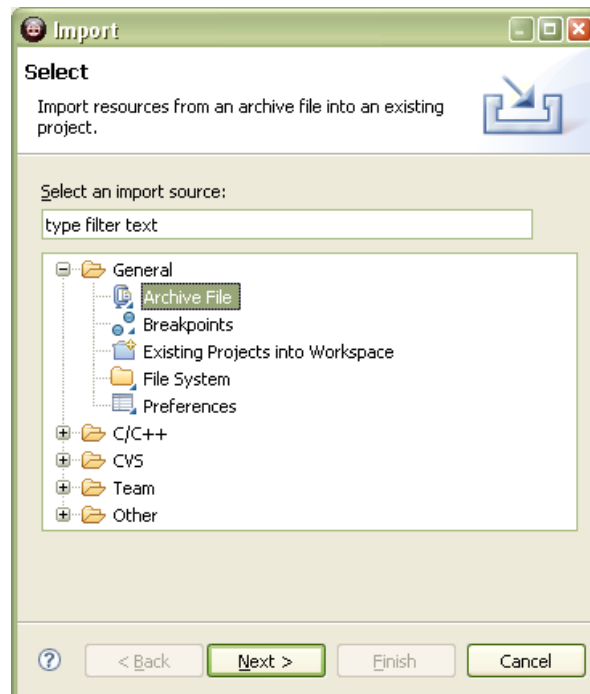 Import
Select
Import resources from an archive file into an existing
project.
Select an import source:
type filter text
General
Archive File
Breakpoints
Existing Projects into Workspace
File System
Preferences
C/C++
CVS
Team
Other
? < Back Next > Finish Cancel